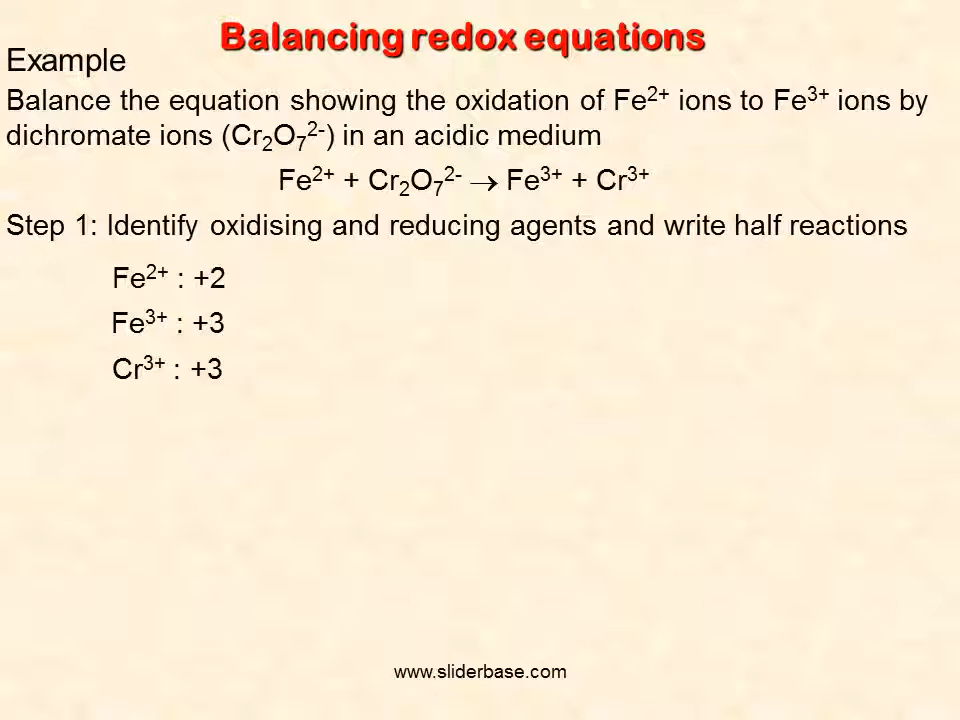 Balancing redox equations
Example
Balance the equation showing the oxidation of Fe²⁺ ions to Fe³⁺ ions by
dichromate ions (Cr₂O₇²⁻) in an acidic medium
Fe²⁺ + Cr₂O₇²⁻ → Fe³⁺ + Cr³⁺
Step 1: Identify oxidising and reducing agents and write half reactions
Fe²⁺ : +2
Fe³⁺ : +3
Cr³⁺ : +3
www.sliderbase.com